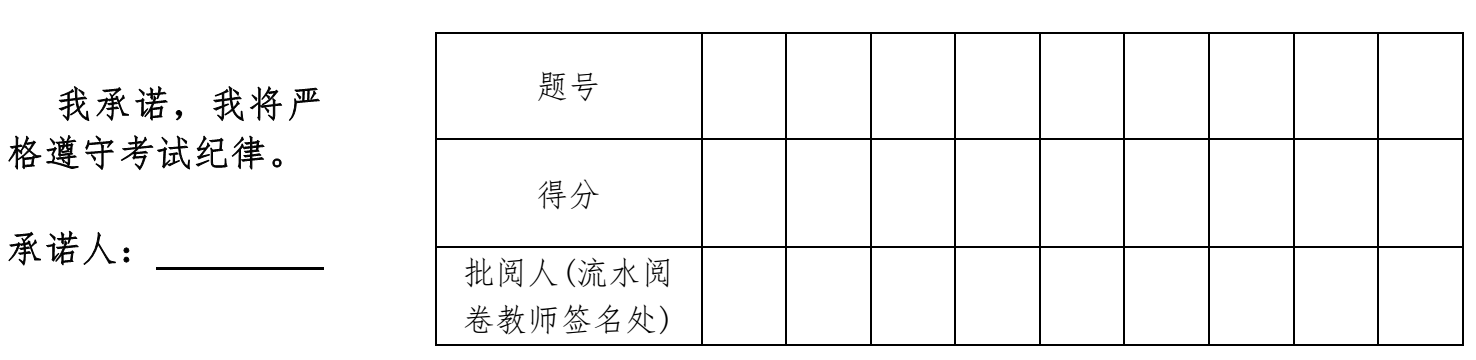 我承诺，我将严
格遵守考试纪律。
承诺人：
题号
得分
批阅人(流水阅
卷教师签名处)